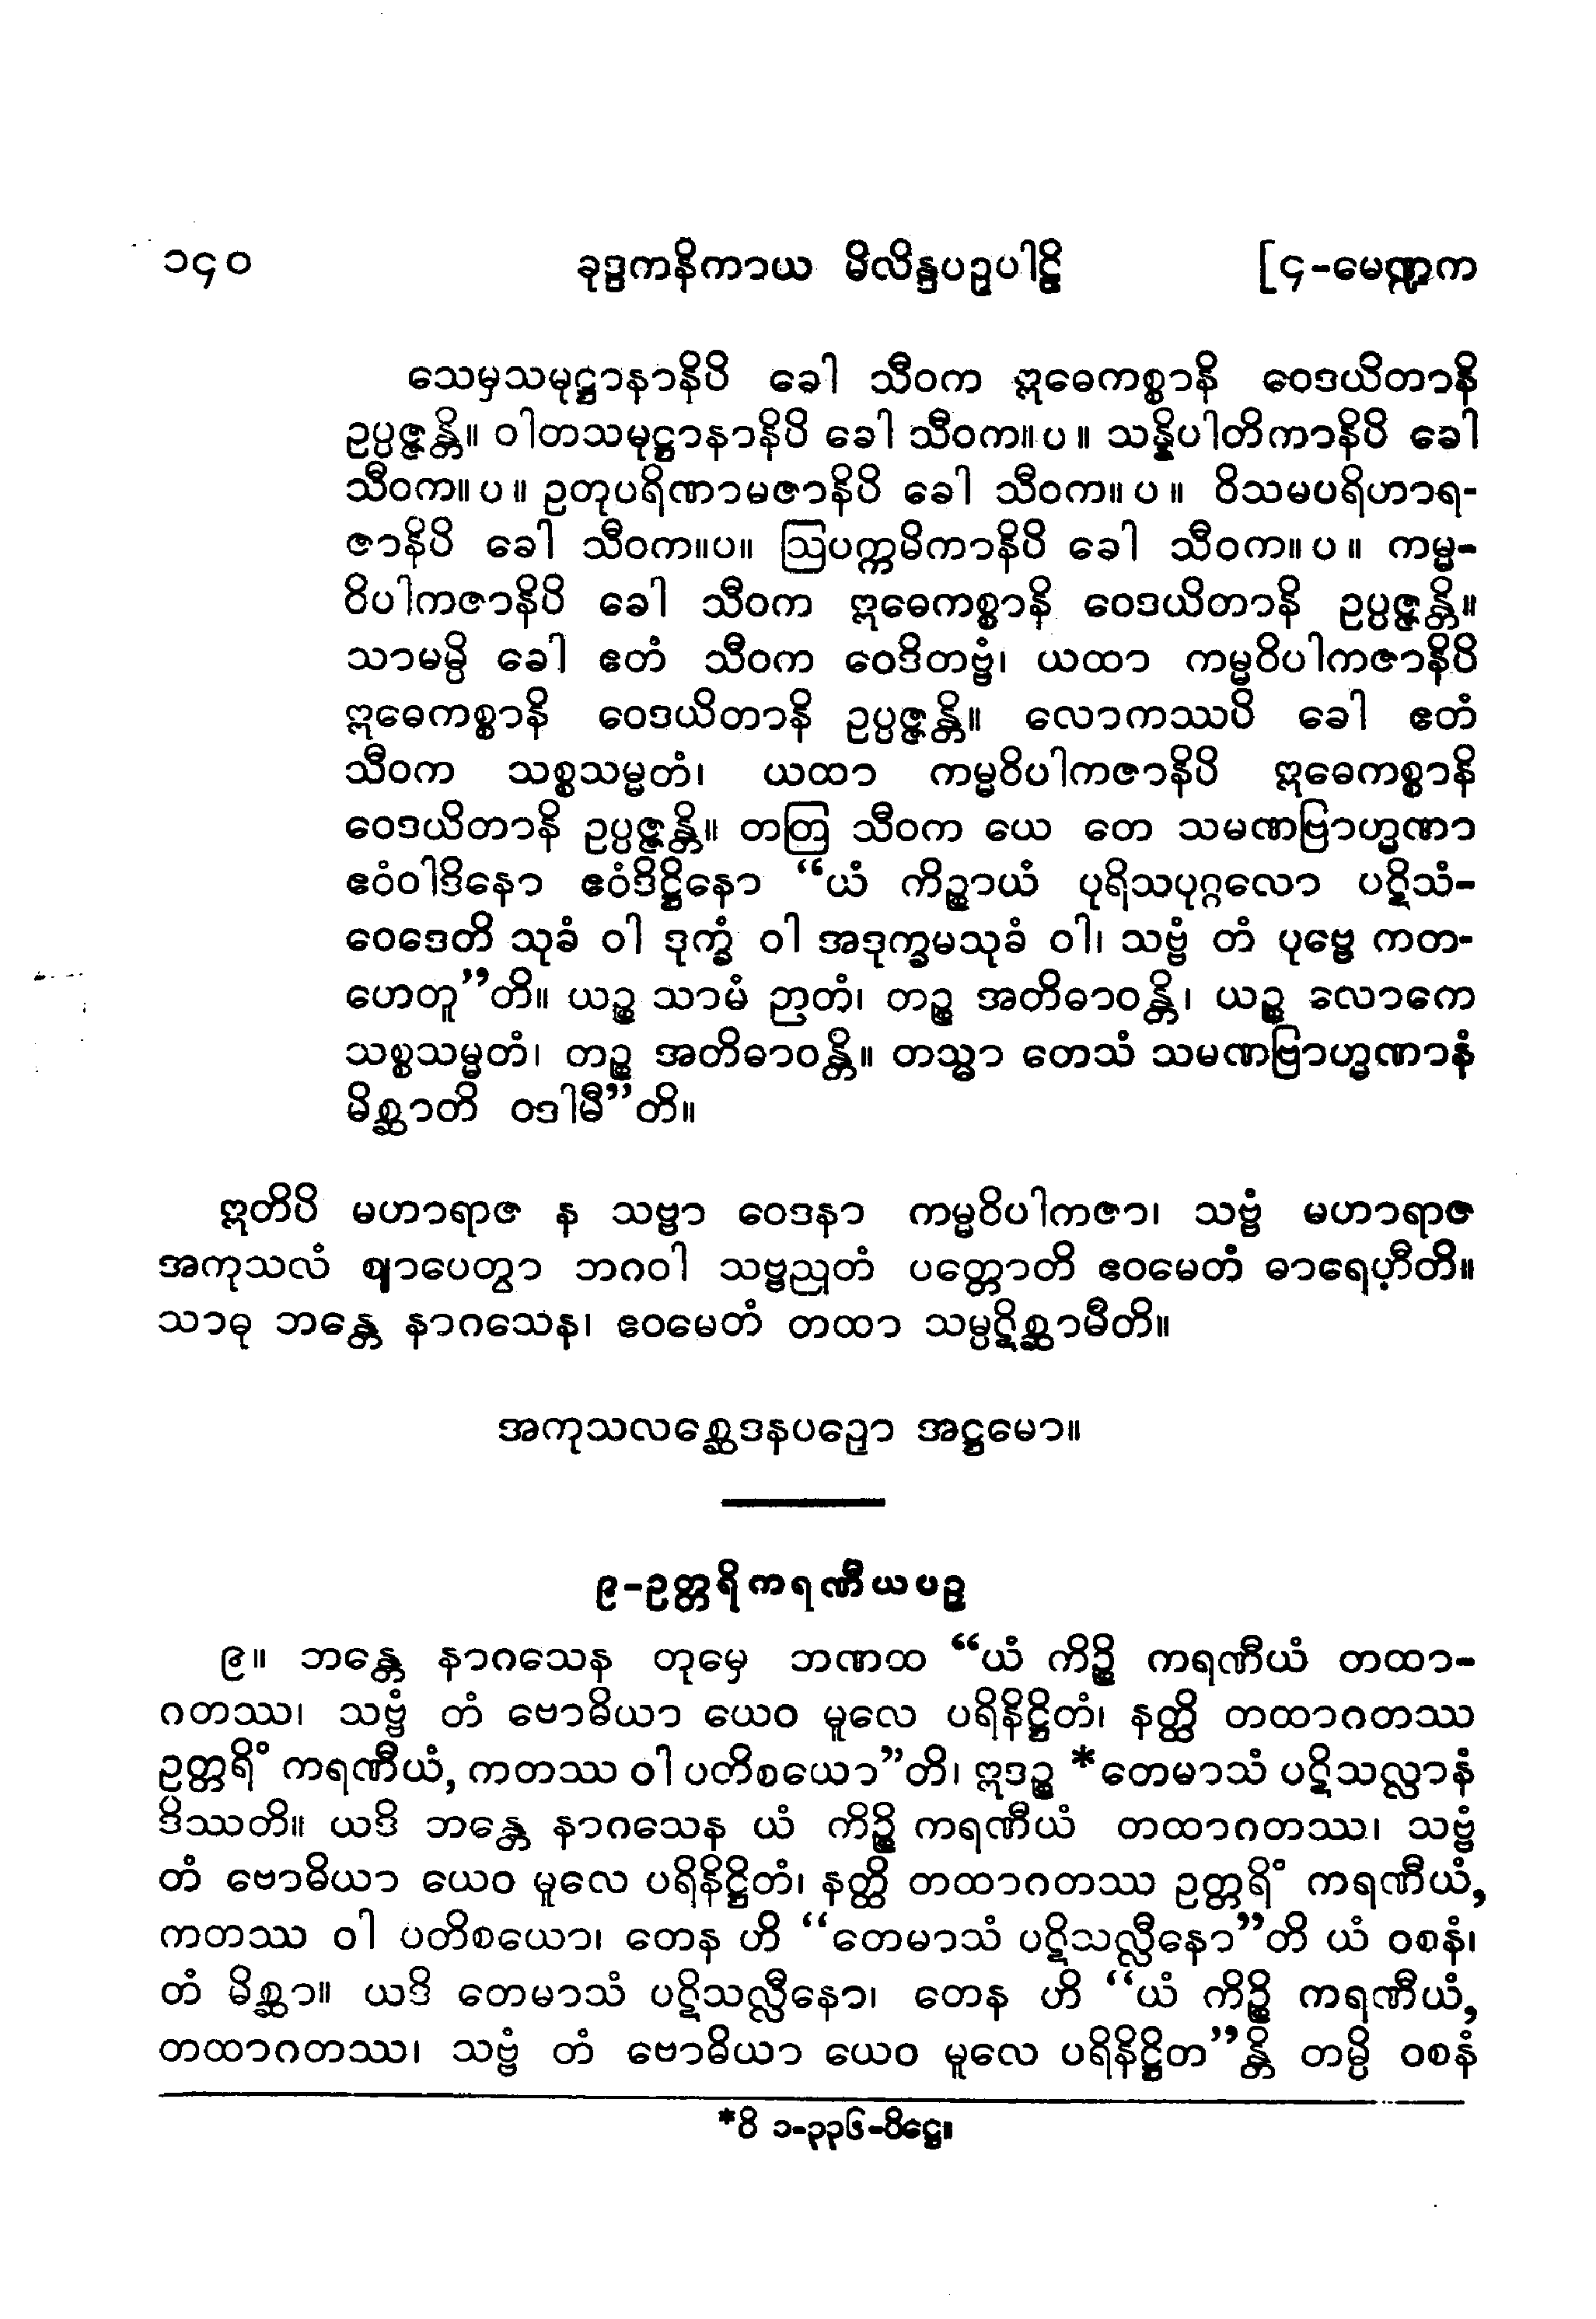 ၁၄၀ ခုဒ္ဒကနိကာယ မိလိန္ဒပဉှပါဠိ [၄-မေဏ္ဍက
သေမှသမုဋ္ဌာနာနိပိ ခေါ သီဝက ဣဓေကစ္စာနိ ဝေဒယိတာနိ
ဥပ္ပဇ္ဇန္တိ။ ဝါတသမုဋ္ဌာနာနိပိ ခေါ သီဝက။ပ။ သန္နိပါတိကာနိပိ ခေါ
သီဝက။ပ။ ဥတုပရိဏာမဇာနိပိ ခေါ သီဝက။ပ။ ဝိသမပရိဟာရ-
ဇာနိပိ ခေါ သီဝက။ပ။ ဩပက္ကမိကာနိပိ ခေါ သီဝက။ပ။ ကမ္မ-
ဝိပါကဇာနိပိ ခေါ သီဝက ဣဓေကစ္စာနိ ဝေဒယိတာနိ ဥပ္ပဇ္ဇန္တိ။
သာမမ္ပိ ခေါ ဧတံ သီဝက ဝေဒိတဗ္ဗံ၊ ယထာ ကမ္မဝိပါကဇာနိပိ
ဣဓေကစ္စာနိ ဝေဒယိတာနိ ဥပ္ပဇ္ဇန္တိ။ လောကဿပိ ခေါ ဧတံ
သီဝက သစ္စသမ္မတံ၊ ယထာ ကမ္မဝိပါကဇာနိပိ ဣဓေကစ္စာနိ
ဝေဒယိတာနိ ဥပ္ပဇ္ဇန္တိ။ တတြ သီဝက ယေ တေ သမဏဗြာဟ္မဏာ
ဧဝံဝါဒိနော ဧဝံဒိဋ္ဌိနော “ယံ ကိဉ္စာယံ ပုရိသပုဂ္ဂလော ပဋိသံ-
ဝေဒေတိ သုခံ ဝါ ဒုက္ခံ ဝါ အဒုက္ခမသုခံ ဝါ၊ သဗ္ဗံ တံ ပုဗ္ဗေ ကတ-
ဟေတူ”တိ။ ယဉ္စ သာမံ ဉာတံ၊ တဉ္စ အတိဓာဝန္တိ၊ ယဉ္စ လောကေ
သစ္စသမ္မတံ၊ တဉ္စ အတိဓာဝန္တိ။ တသ္မာ တေသံ သမဏဗြာဟ္မဏာနံ
မိစ္ဆာတိ ဝဒါမီ”တိ။
ဣတိပိ မဟာရာဇ န သဗ္ဗာ ဝေဒနာ ကမ္မဝိပါကဇာ၊ သဗ္ဗံ မဟာရာဇ
အကုသလံ ဈာပေတွာ ဘဂဝါ သဗ္ဗညုတံ ပတ္တောတိ ဧဝမေတံ ဓာရေဟီတိ။
သာဓု ဘန္တေ နာဂသေန၊ ဧဝမေတံ တထာ သမ္ပဋိစ္ဆာမီတိ။
အကုသလစ္ဆေဒနပဉှော အဋ္ဌမော။
၉-ဥတ္တရိကရဏီယပဉှ
၉။ ဘန္တေ နာဂသေန တုမှေ ဘဏထ “ယံ ကိဉ္စိ ကရဏီယံ တထာ-
ဂတဿ၊ သဗ္ဗံ တံ ဗောဓိယာ ယေဝ မူလေ ပရိနိဋ္ဌိတံ၊ နတ္ထိ တထာဂတဿ
ဥတ္တရိံ ကရဏီယံ, ကတဿ ဝါ ပတိစယော”တိ၊ ဣဒဉ္စ *တေမာသံ ပဋိသလ္လာနံ
ဒိဿတိ။ ယဒိ ဘန္တေ နာဂသေန ယံ ကိဉ္စိ ကရဏီယံ တထာဂတဿ၊ သဗ္ဗံ
တံ ဗောဓိယာ ယေဝ မူလေ ပရိနိဋ္ဌိတံ၊ နတ္ထိ တထာဂတဿ ဥတ္တရိံ ကရဏီယံ,
ကတဿ ဝါ ပတိစယော၊ တေန ဟိ “တေမာသံ ပဋိသလ္လီနော”တိ ယံ ဝစနံ၊
တံ မိစ္ဆာ။ ယဒိ တေမာသံ ပဋိသလ္လီနော၊ တေန ဟိ “ယံ ကိဉ္စိ ကရဏီယံ,
တထာဂတဿ၊ သဗ္ဗံ တံ ဗောဓိယာ ယေဝ မူလေ ပရိနိဋ္ဌိတ”န္တိ တမ္ပိ ဝစနံ
*ဝိ ၁-၃၃၆-ပိဋ္ဌေ။